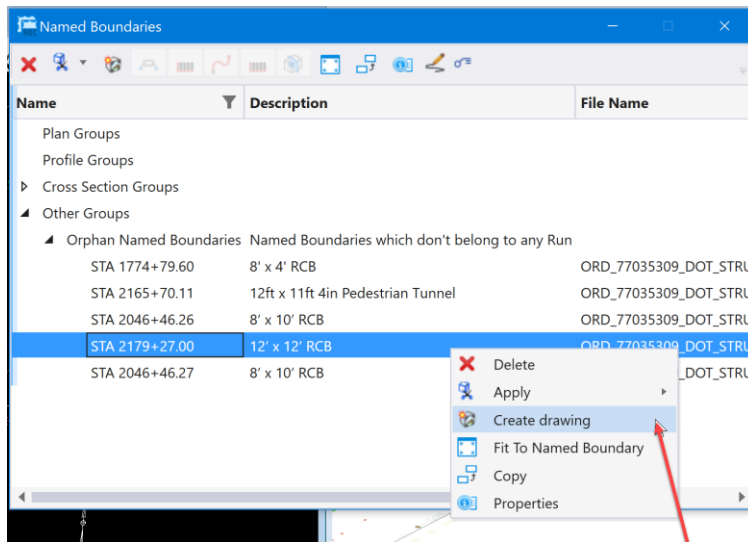 Named Boundaries
Name Description File Name
Plan Groups
Profile Groups
Cross Section Groups
Other Groups
Orphan Named Boundaries Named Boundaries which don't belong to any Run
STA 1774+79.60 8' x 4' RCB ORD_77035309_DOT_STRU
STA 2165+70.11 12ft x 11ft 4in Pedestrian Tunnel ORD_77035309_DOT_STRU
STA 2046+46.26 8' x 10' RCB ORD_77035309_DOT_STRU
STA 2179+27.00 12' x 12' RCB ORD_77035309_DOT_STRU
STA 2046+46.27 8' x 10' RCB _DOT_STRU
Delete
Apply
Create drawing
Fit To Named Boundary
Copy
Properties